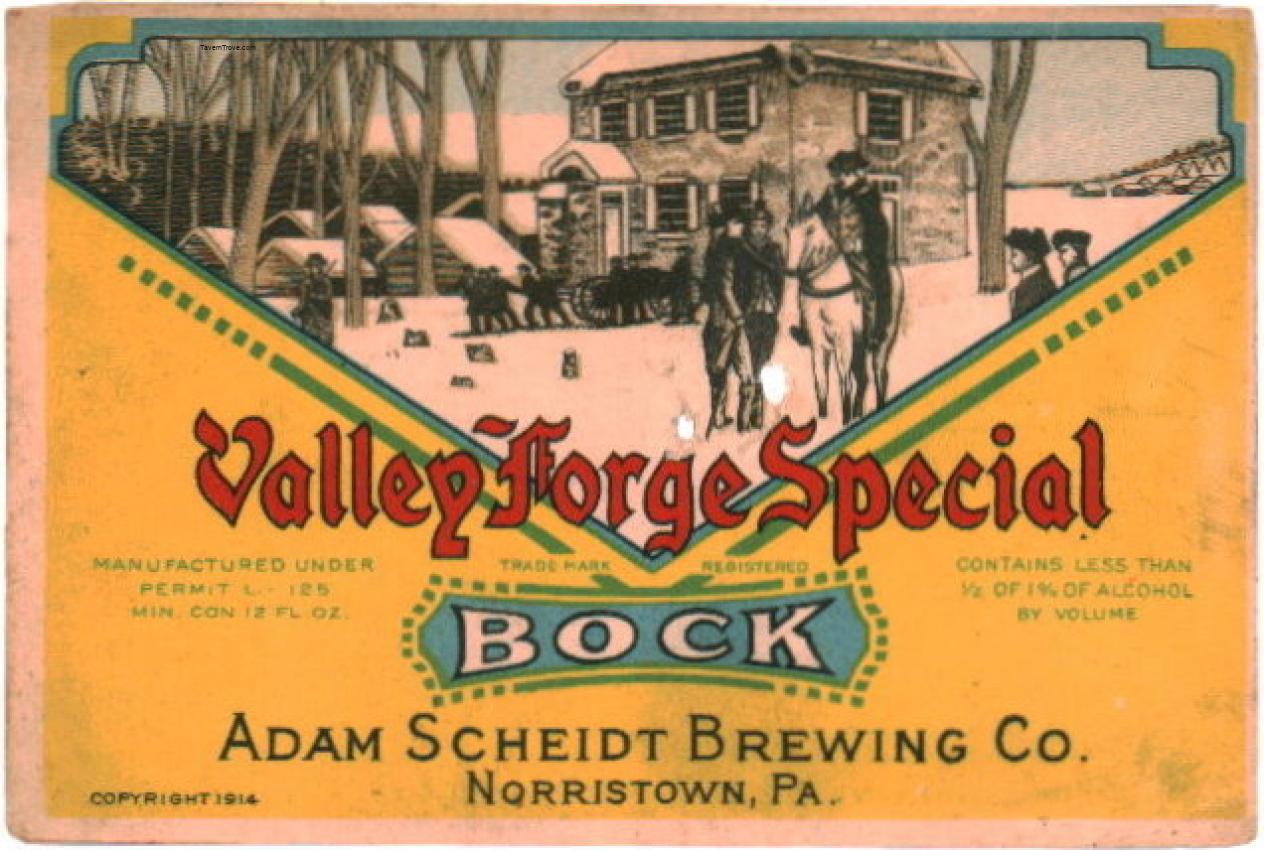 TavernTrove.com
Valley Forge Special
MANUFACTURED UNDER
PERMIT L - 125
MIN. CON 12 FL. OZ.
TRADE MARK REGISTERED
CONTAINS LESS THAN
½ OF 1% OF ALCOHOL
BY VOLUME
BOCK
ADAM SCHEIDT BREWING CO.
NORRISTOWN, PA.
COPYRIGHT 1914